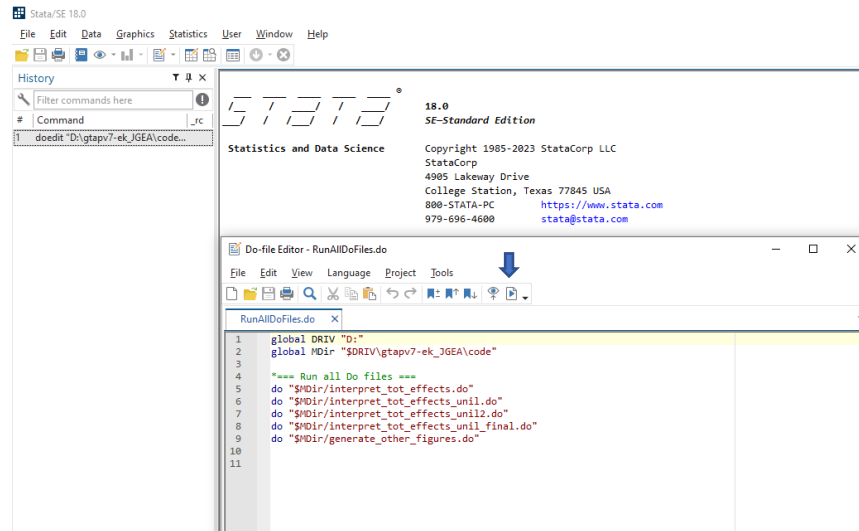 Stata/SE 18.0
File Edit Data Graphics Statistics User Window Help
History
Filter commands here
# Command _rc
1 doedit "D:\gtapv7-ek_JGEA\code...
®
18.0
SE—Standard Edition
Statistics and Data Science Copyright 1985-2023 StataCorp LLC
StataCorp
4905 Lakeway Drive
College Station, Texas 77845 USA
800-STATA-PC https://www.stata.com
979-696-4600 stata@stata.com
Do-file Editor - RunAllDoFiles.do
File Edit View Language Project Tools
RunAllDoFiles.do
1 global DRIV "D:"
2 global MDir "$DRIV\gtapv7-ek_JGEA\code"
3
4 *=== Run all Do files ===
5 do "$MDir/interpret_tot_effects.do"
6 do "$MDir/interpret_tot_effects_unil.do"
7 do "$MDir/interpret_tot_effects_unil2.do"
8 do "$MDir/interpret_tot_effects_unil_final.do"
9 do "$MDir/generate_other_figures.do"
10
11